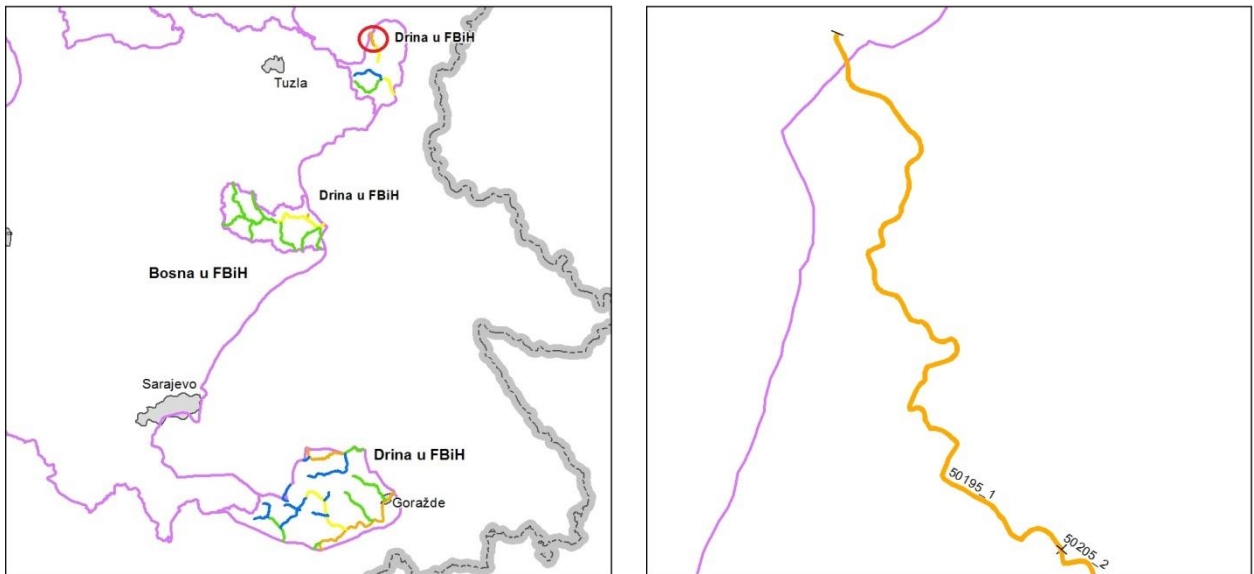 Drina u FBiH
Tuzla
Drina u FBiH
Bosna u FBiH
Sarajevo
Drina u FBiH
Goražde
50195_1
50205_2